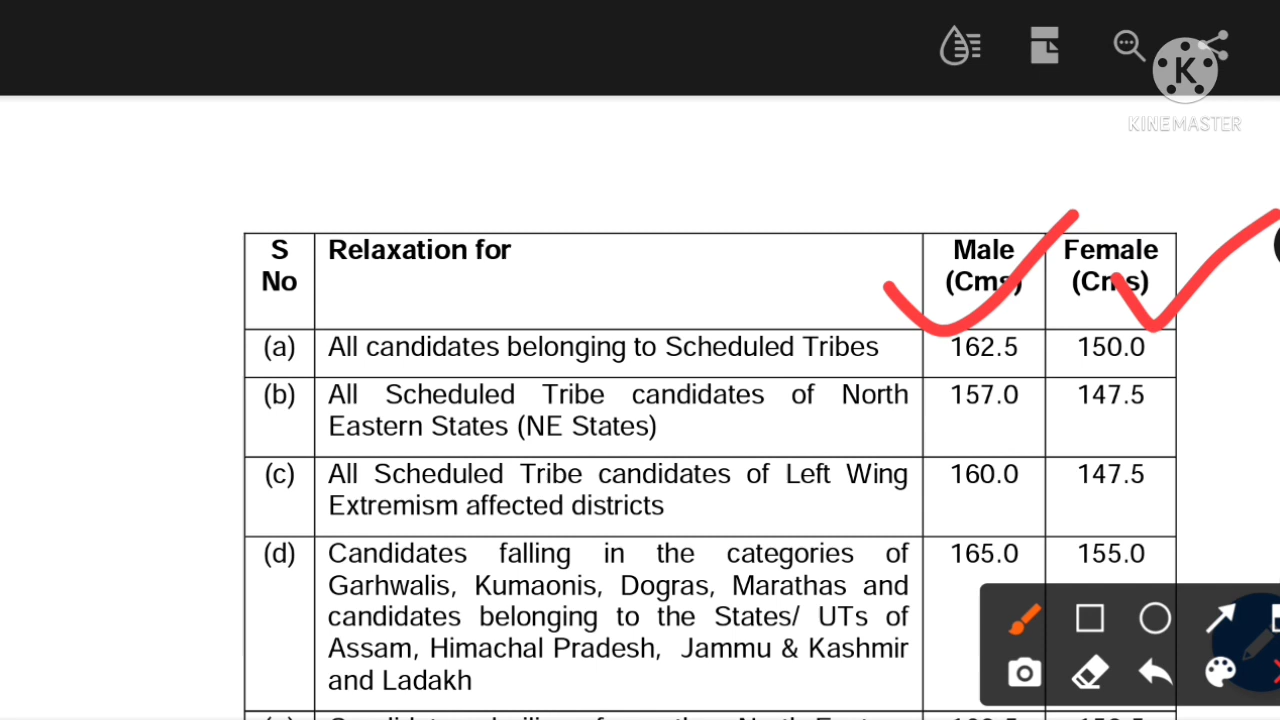 K
KINEMASTER
S No Relaxation for Male (Cms) Female (Cms)
(a) All candidates belonging to Scheduled Tribes 162.5 150.0
(b) All Scheduled Tribe candidates of North 157.0 147.5
Eastern States (NE States)
(c) All Scheduled Tribe candidates of Left Wing 160.0 147.5
Extremism affected districts
(d) Candidates falling in the categories of 165.0 155.0
Garhwalis, Kumaonis, Dogras, Marathas and
candidates belonging to the States/ UTs of
Assam, Himachal Pradesh, Jammu & Kashmir
and Ladakh